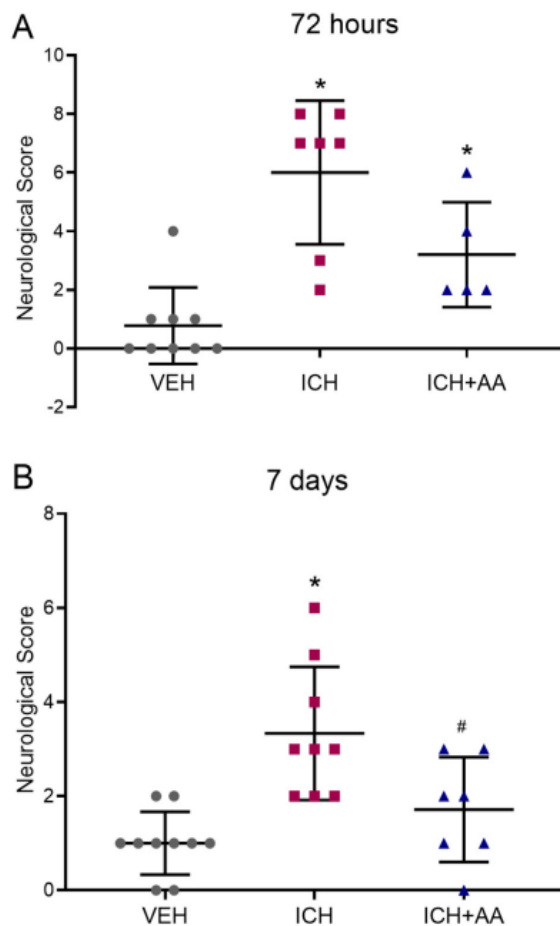 A
72 hours
Neurological Score
10
8
6
4
2
0
-2
*
*
VEH
ICH
ICH+AA
B
7 days
Neurological Score
8
6
4
2
0
*
#
VEH
ICH
ICH+AA